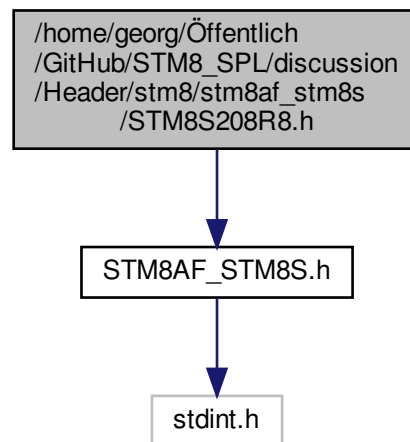 /home/georg/Öffentlich
/GitHub/STM8_SPL/discussion
/Header/stm8/stm8af_stm8s
/STM8S208R8.h
STM8AF_STM8S.h
stdint.h